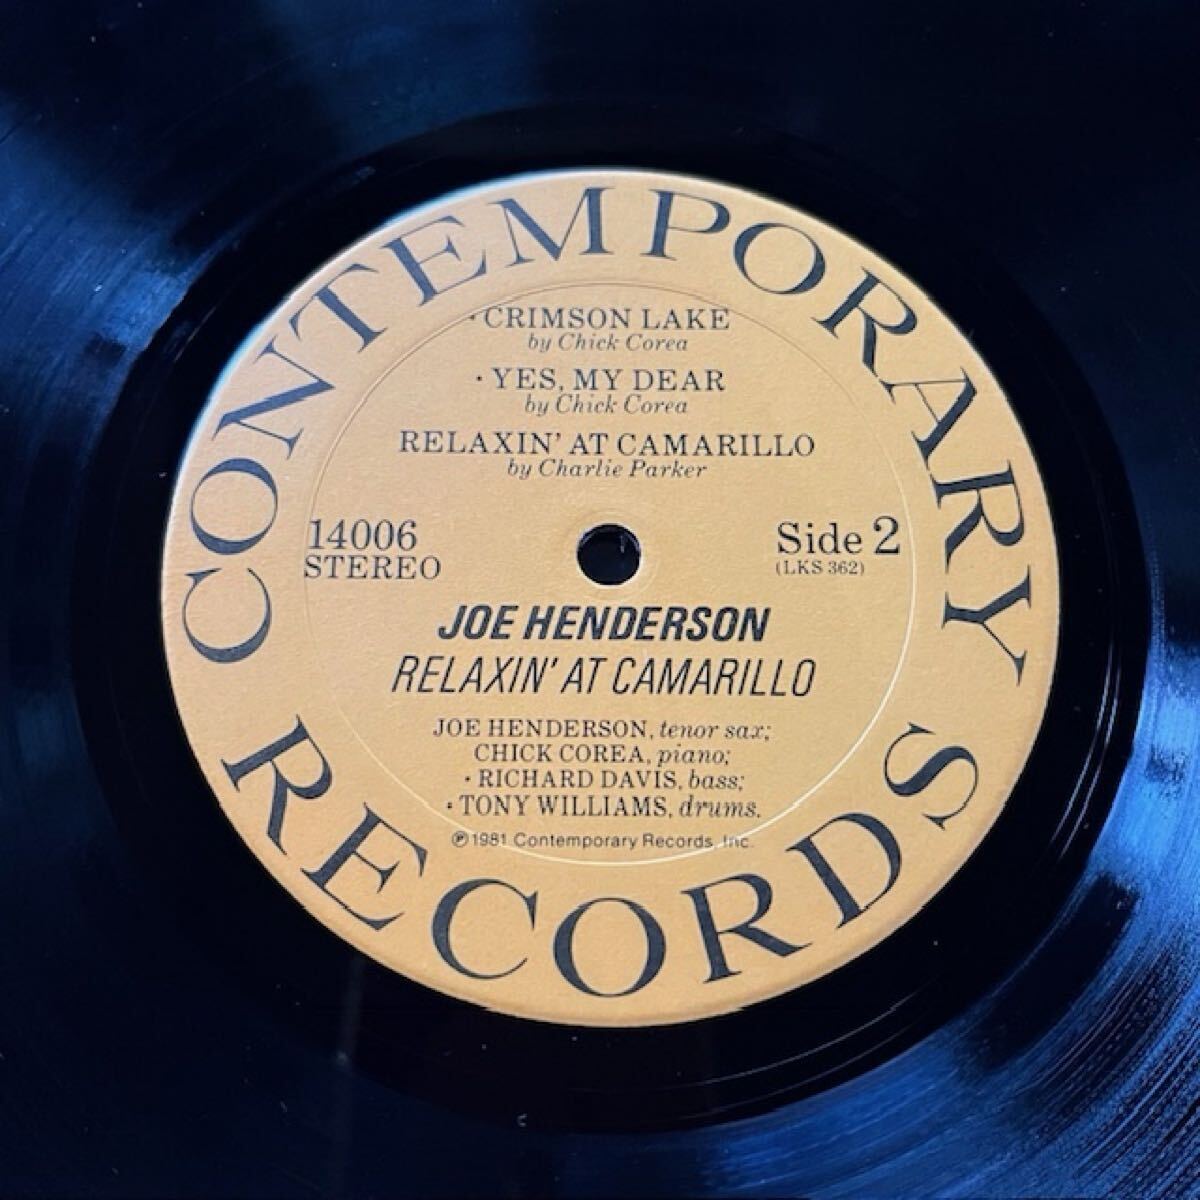 CONTEMPORARY
· CRIMSON LAKE
by Chick Corea
· YES, MY DEAR
by Chick Corea
RELAXIN' AT CAMARILLO
by Charlie Parker
14006
STEREO
Side 2
(LKS 362)
JOE HENDERSON
RELAXIN' AT CAMARILLO
JOE HENDERSON, tenor sax;
CHICK COREA, piano;
· RICHARD DAVIS, bass;
· TONY WILLIAMS, drums.
℗ 1981 Contemporary Records, Inc.
RECORDS